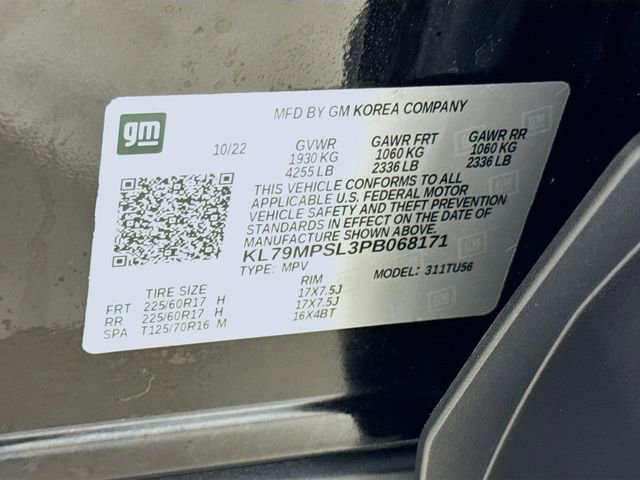 MFD BY GM KOREA COMPANY
gm
10/22 GVWR GAWR FRT GAWR RR
1930 KG 1060 KG 1060 KG
4255 LB 2336 LB 2336 LB
THIS VEHICLE CONFORMS TO ALL
APPLICABLE U.S. FEDERAL MOTOR
VEHICLE SAFETY AND THEFT PREVENTION
STANDARDS IN EFFECT ON THE DATE OF
MANUFACTURE SHOWN ABOVE.
KL79MPSL3PB068171
TYPE: MPV MODEL: 311TU56
TIRE SIZE RIM
FRT 225/60R17 H 17X7.5J
RR 225/60R17 H 17X7.5J
SPA T125/70R16 M 16X4BT